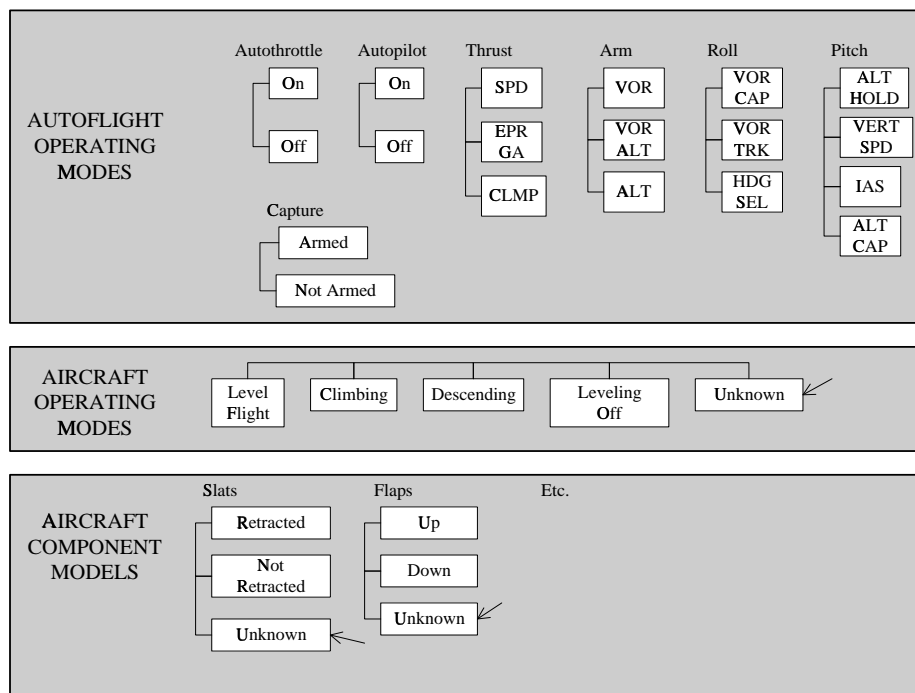 Autothrottle Autopilot Thrust Arm Roll Pitch
AUTOFLIGHT
OPERATING
MODES
On
Off
On
Off
SPD
EPR
GA
CLMP
VOR
VOR
ALT
ALT
VOR
CAP
VOR
TRK
HDG
SEL
ALT
HOLD
VERT
SPD
IAS
ALT
CAP
Capture
Armed
Not Armed
AIRCRAFT
OPERATING
MODES
Level
Flight
Climbing
Descending
Leveling
Off
Unknown
AIRCRAFT
COMPONENT
MODELS
Slats
Retracted
Not
Retracted
Unknown
Flaps
Up
Down
Unknown
Etc.